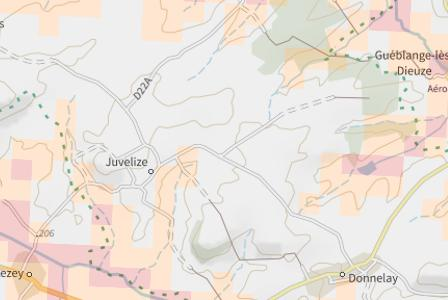 s
Guéblange-lès
Dieuze
Aéro
D22A
Juvelize
206
ezey
Donnelay